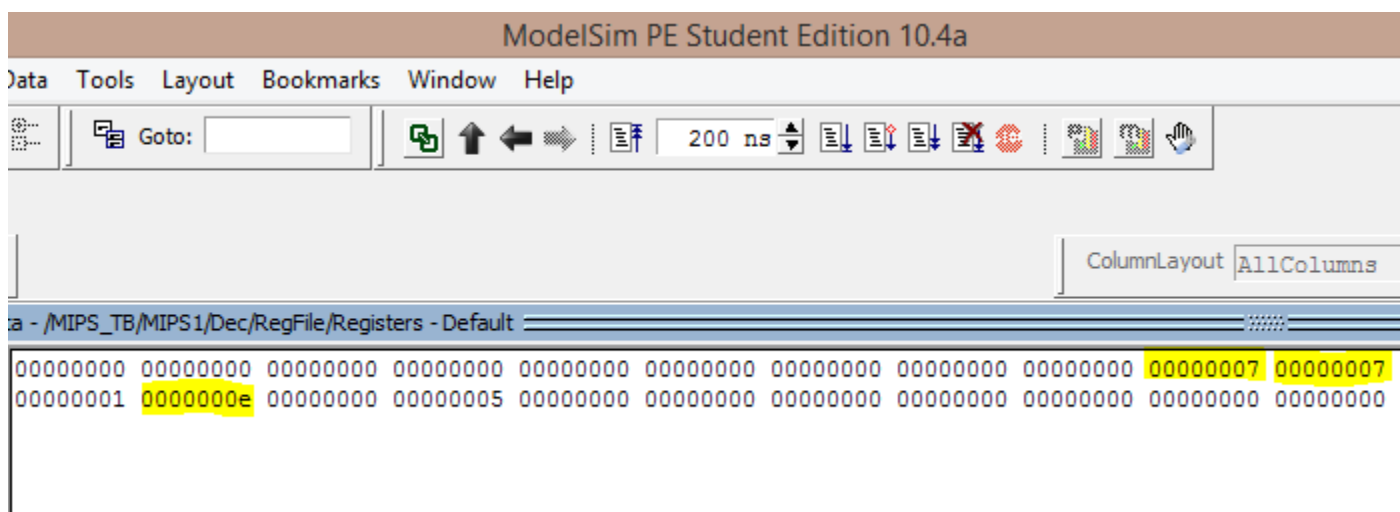 ModelSim PE Student Edition 10.4a
Data Tools Layout Bookmarks Window Help
Goto: 200 ns
ColumnLayout AllColumns
ta - /MIPS_TB/MIPS1/Dec/RegFile/Registers - Default
00000000 00000000 00000000 00000000 00000000 00000000 00000000 00000000 00000000 00000007 00000007
00000001 0000000e 00000000 00000005 00000000 00000000 00000000 00000000 00000000 00000000 00000000